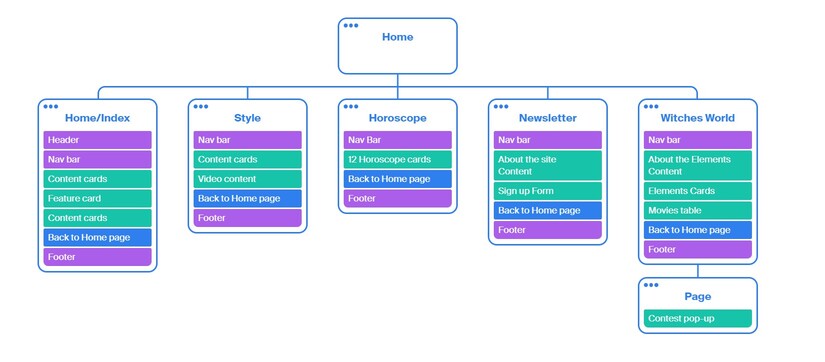 Home
Home/Index
Header
Nav bar
Content cards
Feature card
Content cards
Back to Home page
Footer
Style
Nav bar
Content cards
Video content
Back to Home page
Footer
Horoscope
Nav Bar
12 Horoscope cards
Back to Home page
Footer
Newsletter
Nav bar
About the site
Content
Sign up Form
Back to Home page
Footer
Witches World
Nav bar
About the Elements
Content
Elements Cards
Movies table
Back to Home page
Footer
Page
Contest pop-up